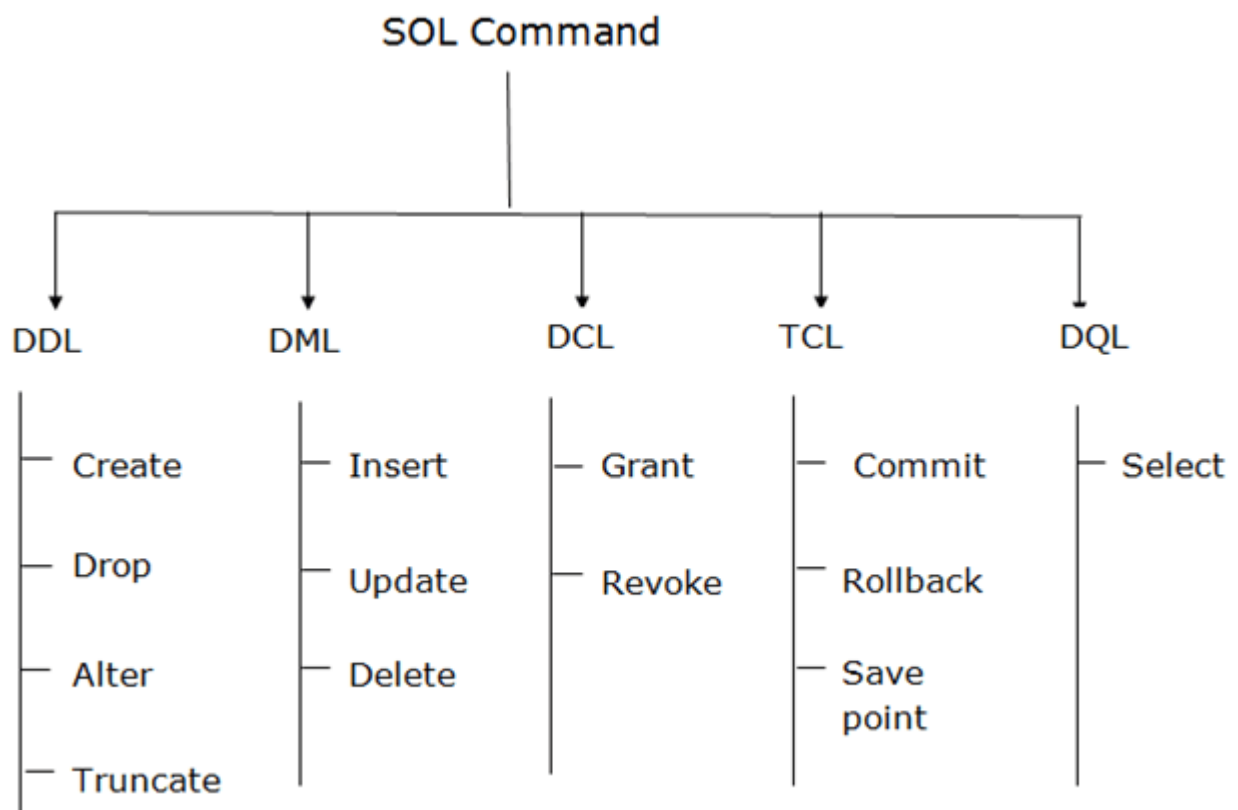 SOL Command
DDL
DML
DCL
TCL
DQL
Create
Drop
Alter
Truncate
Insert
Update
Delete
Grant
Revoke
Commit
Rollback
Save
point
Select